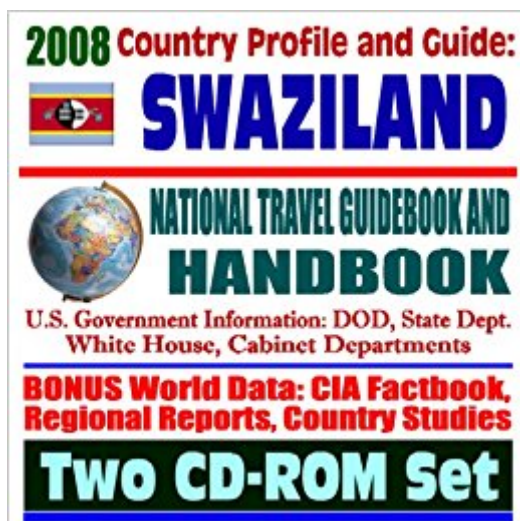 2008 Country Profile and Guide:
SWAZILAND
NATIONAL TRAVEL GUIDEBOOK AND
HANDBOOK
U.S. Government Information: DOD, State Dept.
White House, Cabinet Departments
BONUS World Data: CIA Factbook,
Regional Reports, Country Studies
Two CD-ROM Set